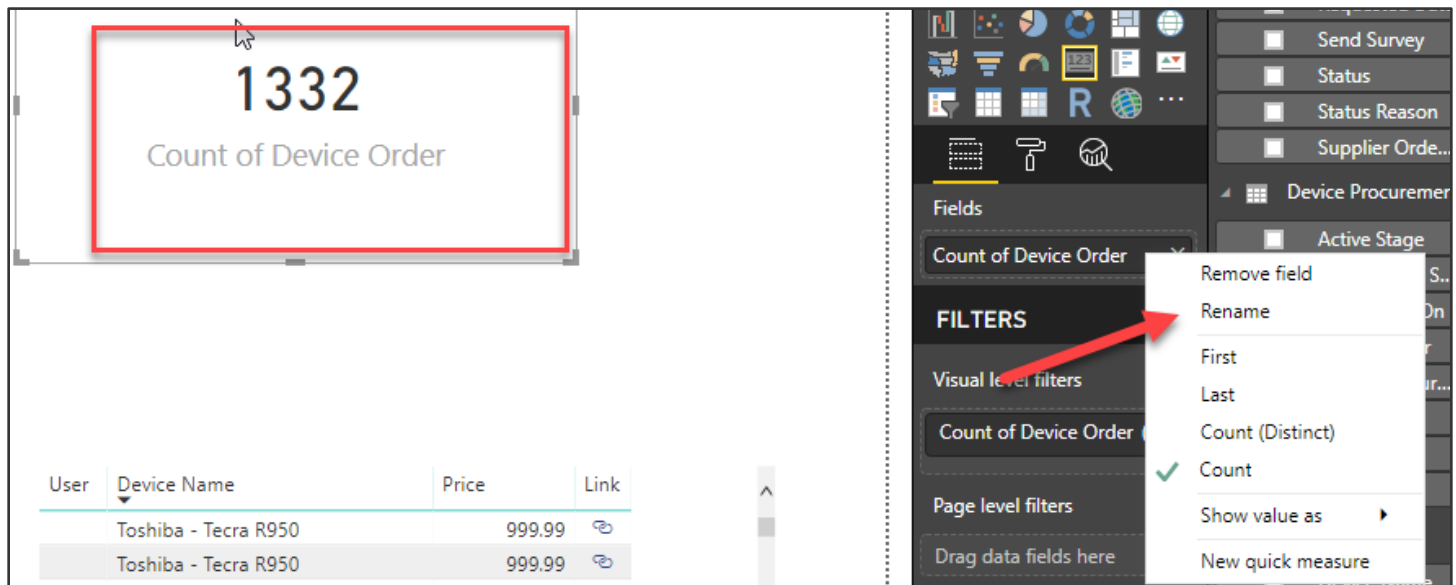 1332
Count of Device Order
User Device Name Price Link
Toshiba - Tecra R950 999.99
Toshiba - Tecra R950 999.99
123
R
...
Fields
Count of Device Order
FILTERS
Visual level filters
Count of Device Order
Page level filters
Drag data fields here
Remove field
Rename
First
Last
Count (Distinct)
Count
Show value as
New quick measure
Send Survey
Status
Status Reason
Supplier Orde...
Device Procuremer
Active Stage
S..
On
r
ur...